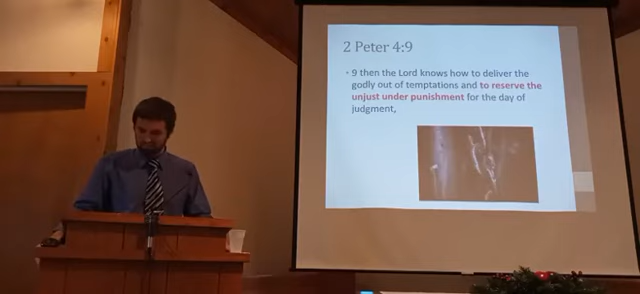 2 Peter 4:9
• 9 then the Lord knows how to deliver the
godly out of temptations and to reserve the
unjust under punishment for the day of
judgment,